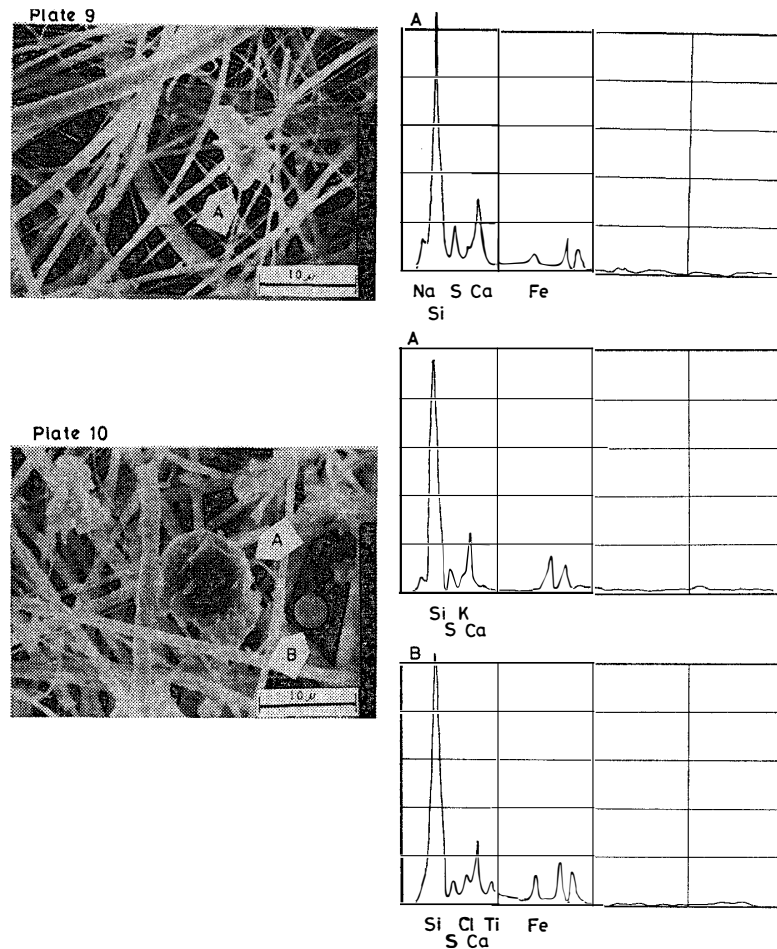 Plate 9
A
10 μ
A
Na S Ca Fe
Si
Plate 10
A
B
10 μ
A
Si K
S Ca
B
Si Cl Ti Fe
S Ca